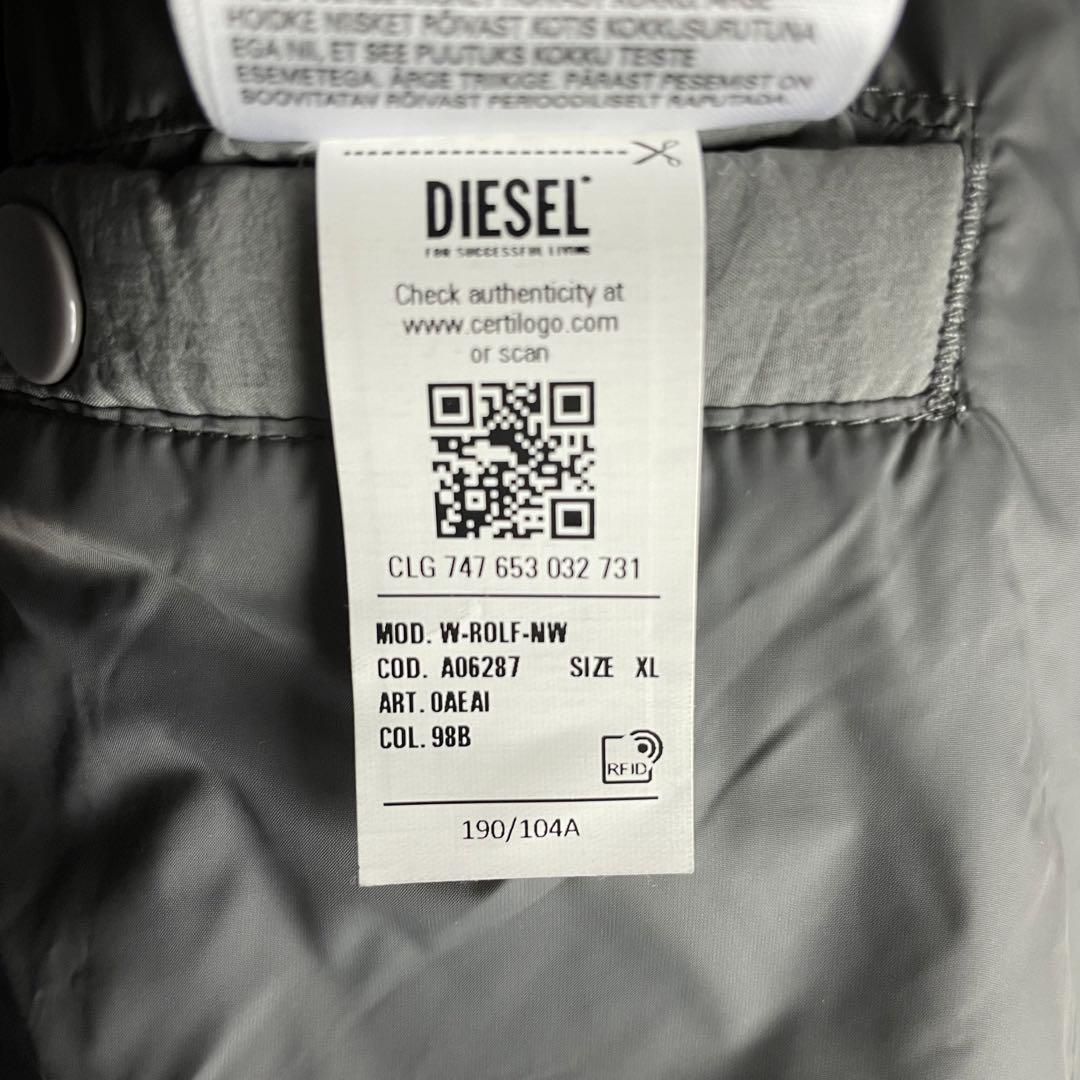 HOIDKE NIISKET RÕIVAST KOTIS KOKKUSURUTUNA
EGA NII, ET SEE PUUTUKS KOKKU TEISTE
ESEMETEGA. ÄRGE TRIIKIGE. PÄRAST PESEMIST ON
SOOVITATAV RÕIVAST PERIOODILISELT RAPUTADA.
DIESEL
FOR SUCCESSFUL LIVING
Check authenticity at
www.certilogo.com
or scan
CLG 747 653 032 731
MOD. W-ROLF-NW
COD. A06287 SIZE XL
ART. 0AEAI
COL. 98B
RFID
190/104A